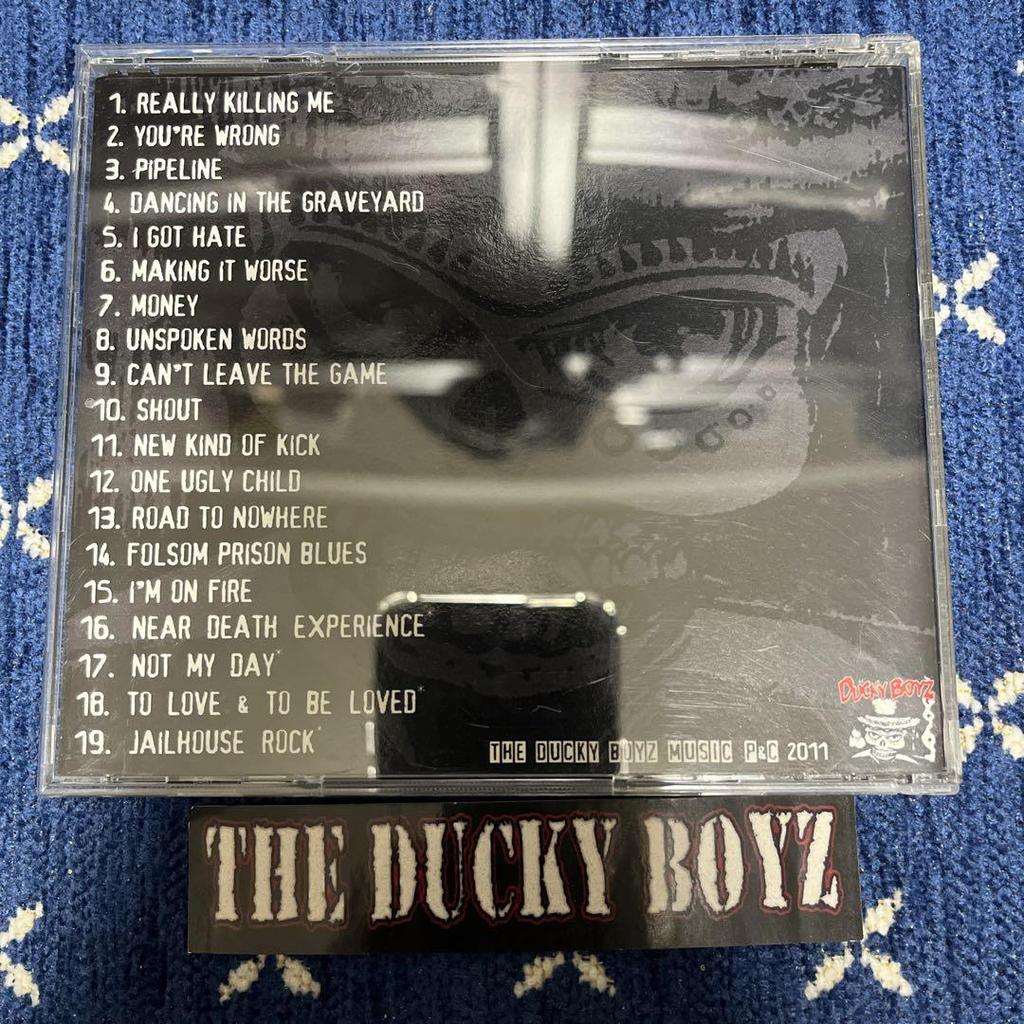 1. REALLY KILLING ME
2. YOU'RE WRONG
3. PIPELINE
4. DANCING IN THE GRAVEYARD
5. I GOT HATE
6. MAKING IT WORSE
7. MONEY
8. UNSPOKEN WORDS
9. CAN'T LEAVE THE GAME
10. SHOUT
11. NEW KIND OF KICK
12. ONE UGLY CHILD
13. ROAD TO NOWHERE
14. FOLSOM PRISON BLUES
15. I'M ON FIRE
16. NEAR DEATH EXPERIENCE*
17. NOT MY DAY*
18. TO LOVE & TO BE LOVED*
19. JAILHOUSE ROCK*
DUCKY BOYZ
THE DUCKY BOYZ MUSIC P&C 2011
THE DUCKY BOYZ